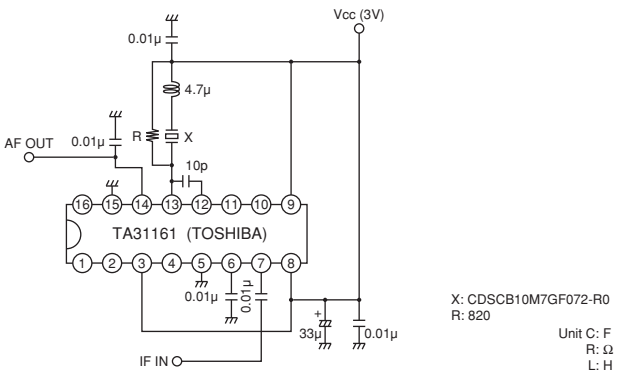 Vcc (3V)
0.01μ
4.7μ
AF OUT
0.01μ
R
X
10p
16 15 14 13 12 11 10 9
TA31161 (TOSHIBA)
1 2 3 4 5 6 7 8
0.01μ
0.01μ
+
33μ
0.01μ
IF IN
X: CDSCB10M7GF072-R0
R: 820
Unit C: F
R: Ω
L: H